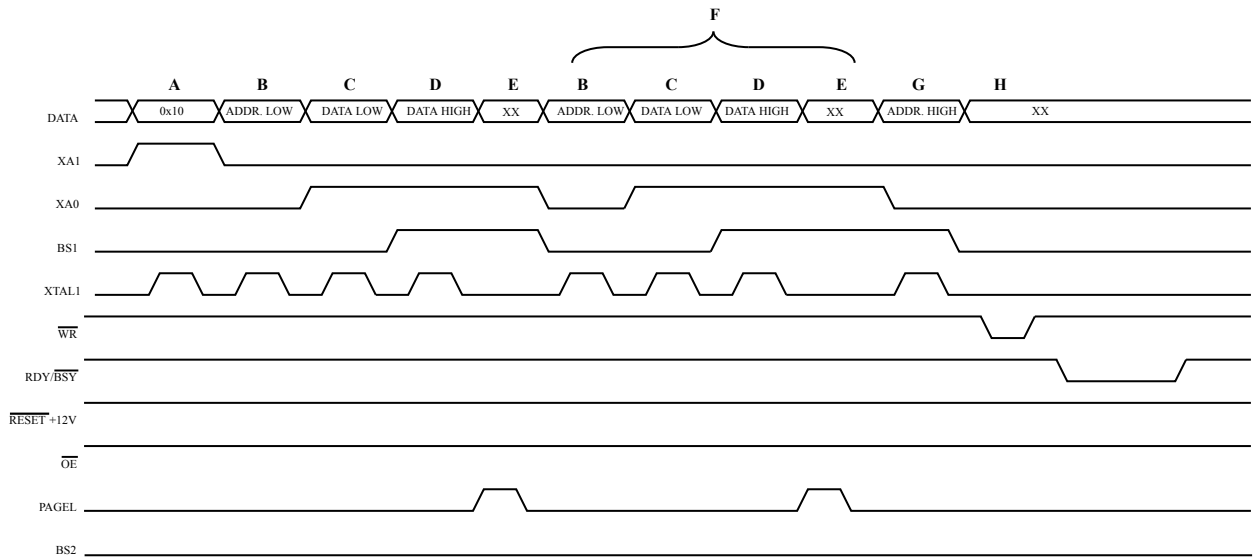 F
A B C D E B C D E G H
DATA 0x10 ADDR. LOW DATA LOW DATA HIGH XX ADDR. LOW DATA LOW DATA HIGH XX ADDR. HIGH XX
XA1
XA0
BS1
XTAL1
WR
RDY/BSY
RESET +12V
OE
PAGEL
BS2